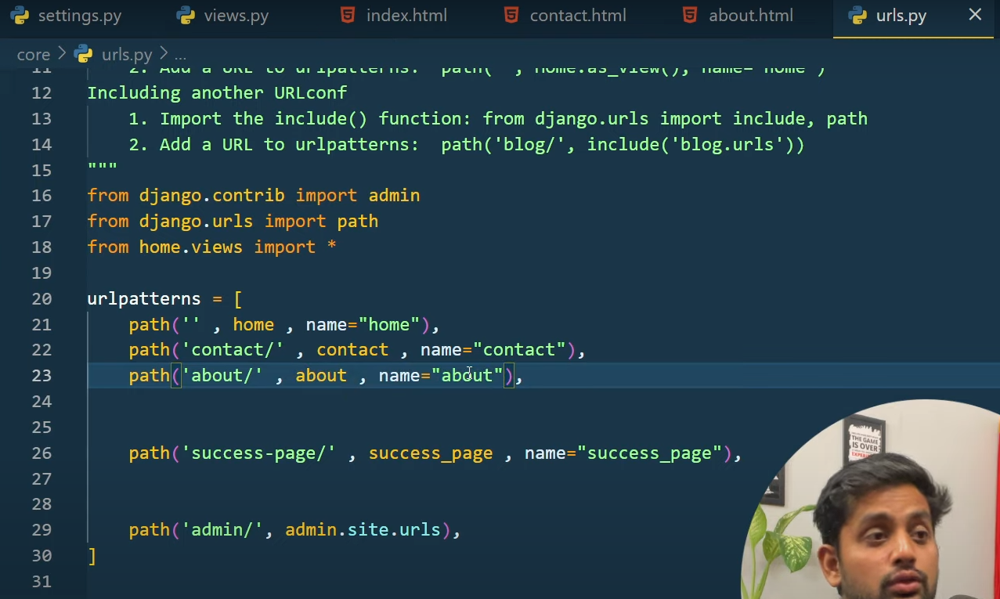 settings.py views.py index.html contact.html about.html urls.py ×
core > urls.py > ...
11 2. Add a URL to urlpatterns: path('', Home.as_view(), name='home')
12 Including another URLconf
13 1. Import the include() function: from django.urls import include, path
14 2. Add a URL to urlpatterns: path('blog/', include('blog.urls'))
15 """
16 from django.contrib import admin
17 from django.urls import path
18 from home.views import *
19
20 urlpatterns = [
21 path('' , home , name="home"),
22 path('contact/' , contact , name="contact"),
23 path('about/' , about , name="about"),
24
25
26 path('success-page/' , success_page , name="success_page"),
27
28
29 path('admin/', admin.site.urls),
30 ]
31
THE GAME
IS OVER